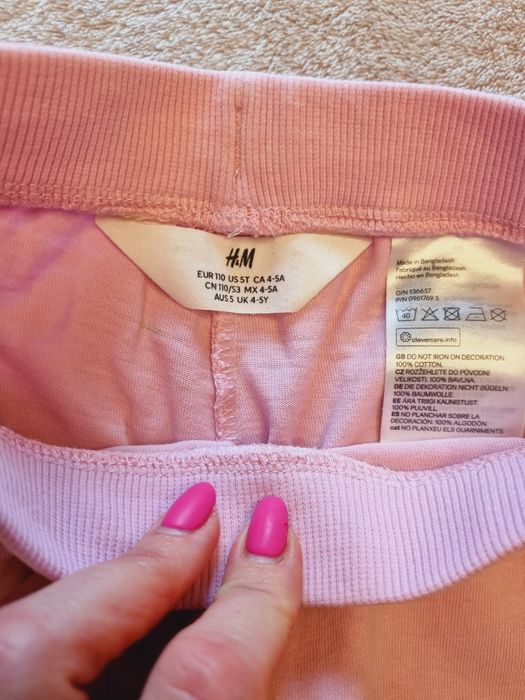 H&M
EUR 110 US 5T CA 4-5A
CN 110/53 MX 4-5A
AUS 5 UK 4-5Y
Made in Bangladesh
Fabriqué au Bangladesh
Hecho en Bangladesh
O/N 136657
P/N 0961769 5
40
clevercare.info
GB DO NOT IRON ON DECORATION.
100% COTTON.
CZ ROZŽEHLETE DO PŮVODNÍ
VELIKOSTI. 100% BAVLNA.
DE DIE DEKORATION NICHT BÜGELN.
100% BAUMWOLLE.
EE ÄRA TRIIGI KAUNISTUST.
100% PUUVILL.
ES NO PLANCHAR SOBRE LA
DECORACIÓN. 100% ALGODÓN.
cat NO PLANXEU ELS GUARNIMENTS.